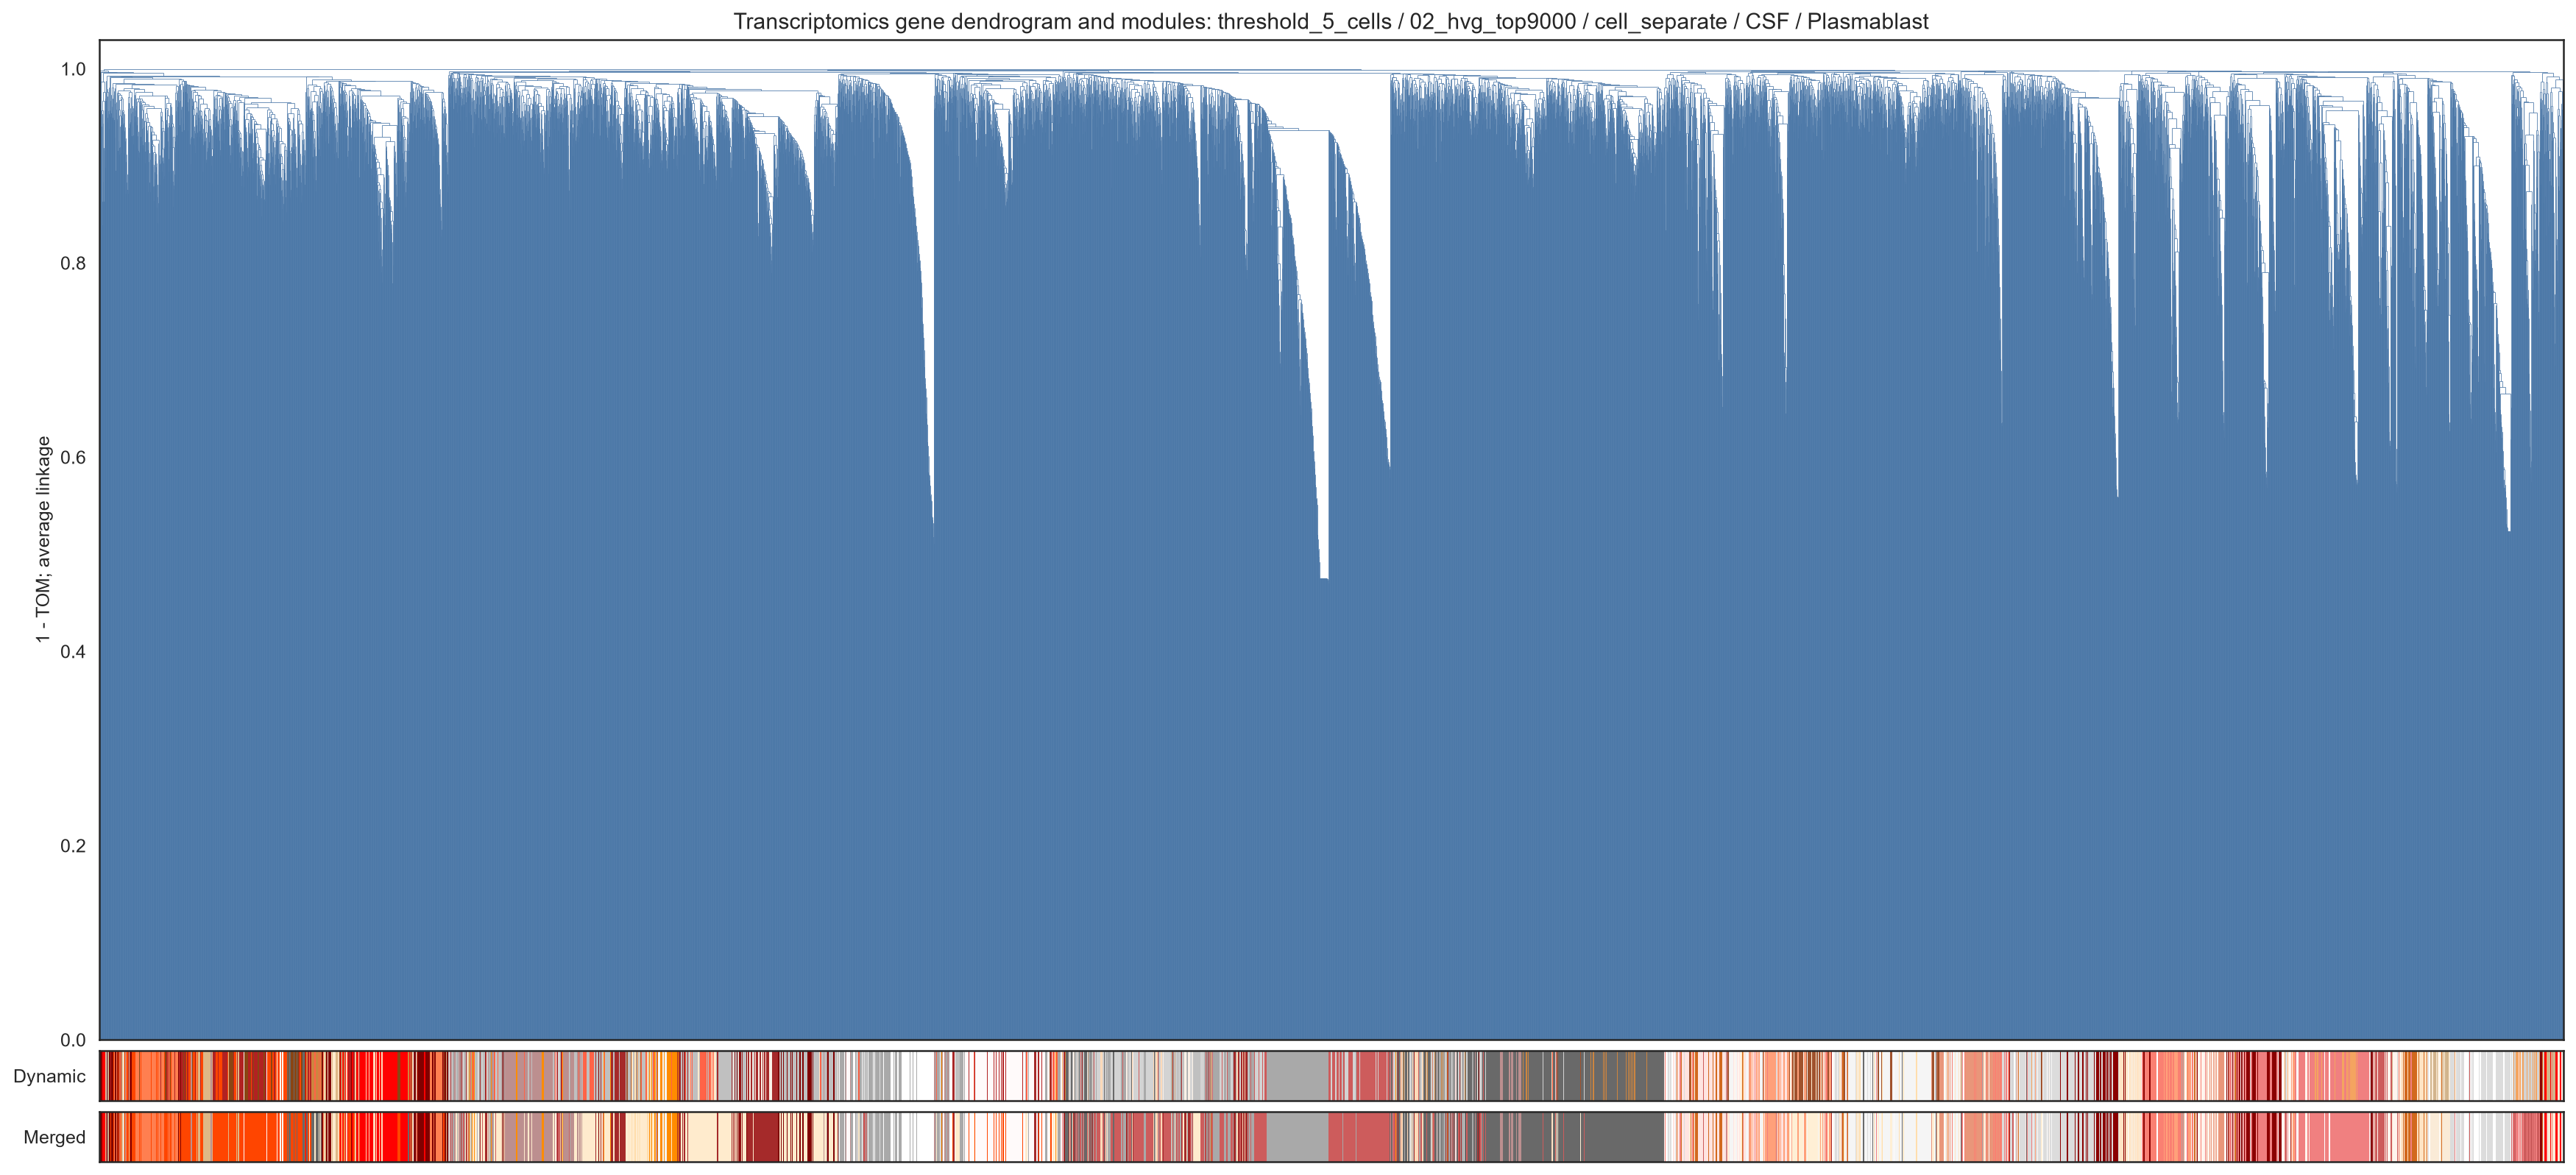 Transcriptomics gene dendrogram and modules: threshold_5_cells / 02_hvg_top9000 / cell_separate / CSF / Plasmablast
1.0
0.8
0.6
0.4
0.2
0.0
1 - TOM; average linkage
Dynamic
Merged